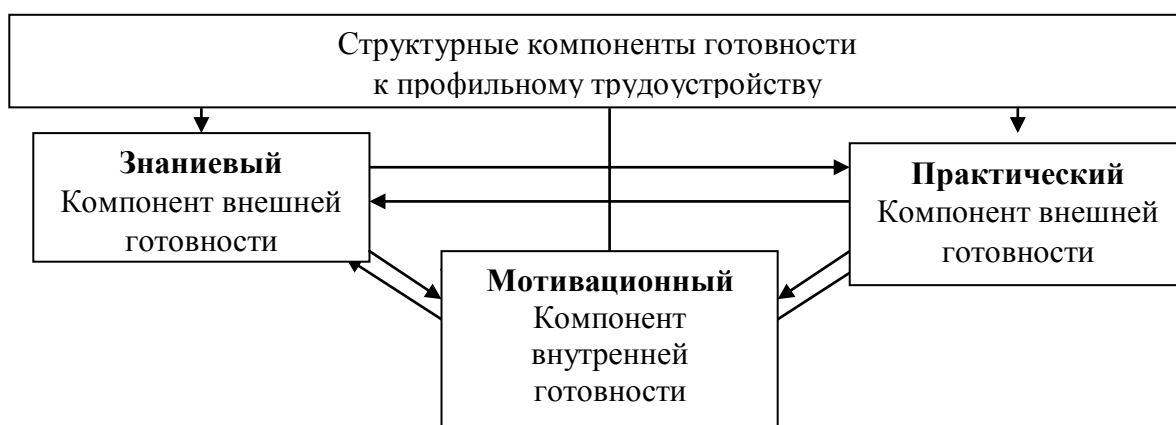 Структурные компоненты готовности
к профильному трудоустройству
Знаниевый
Компонент внешней
готовности
Практический
Компонент внешней
готовности
Мотивационный
Компонент
внутренней
готовности